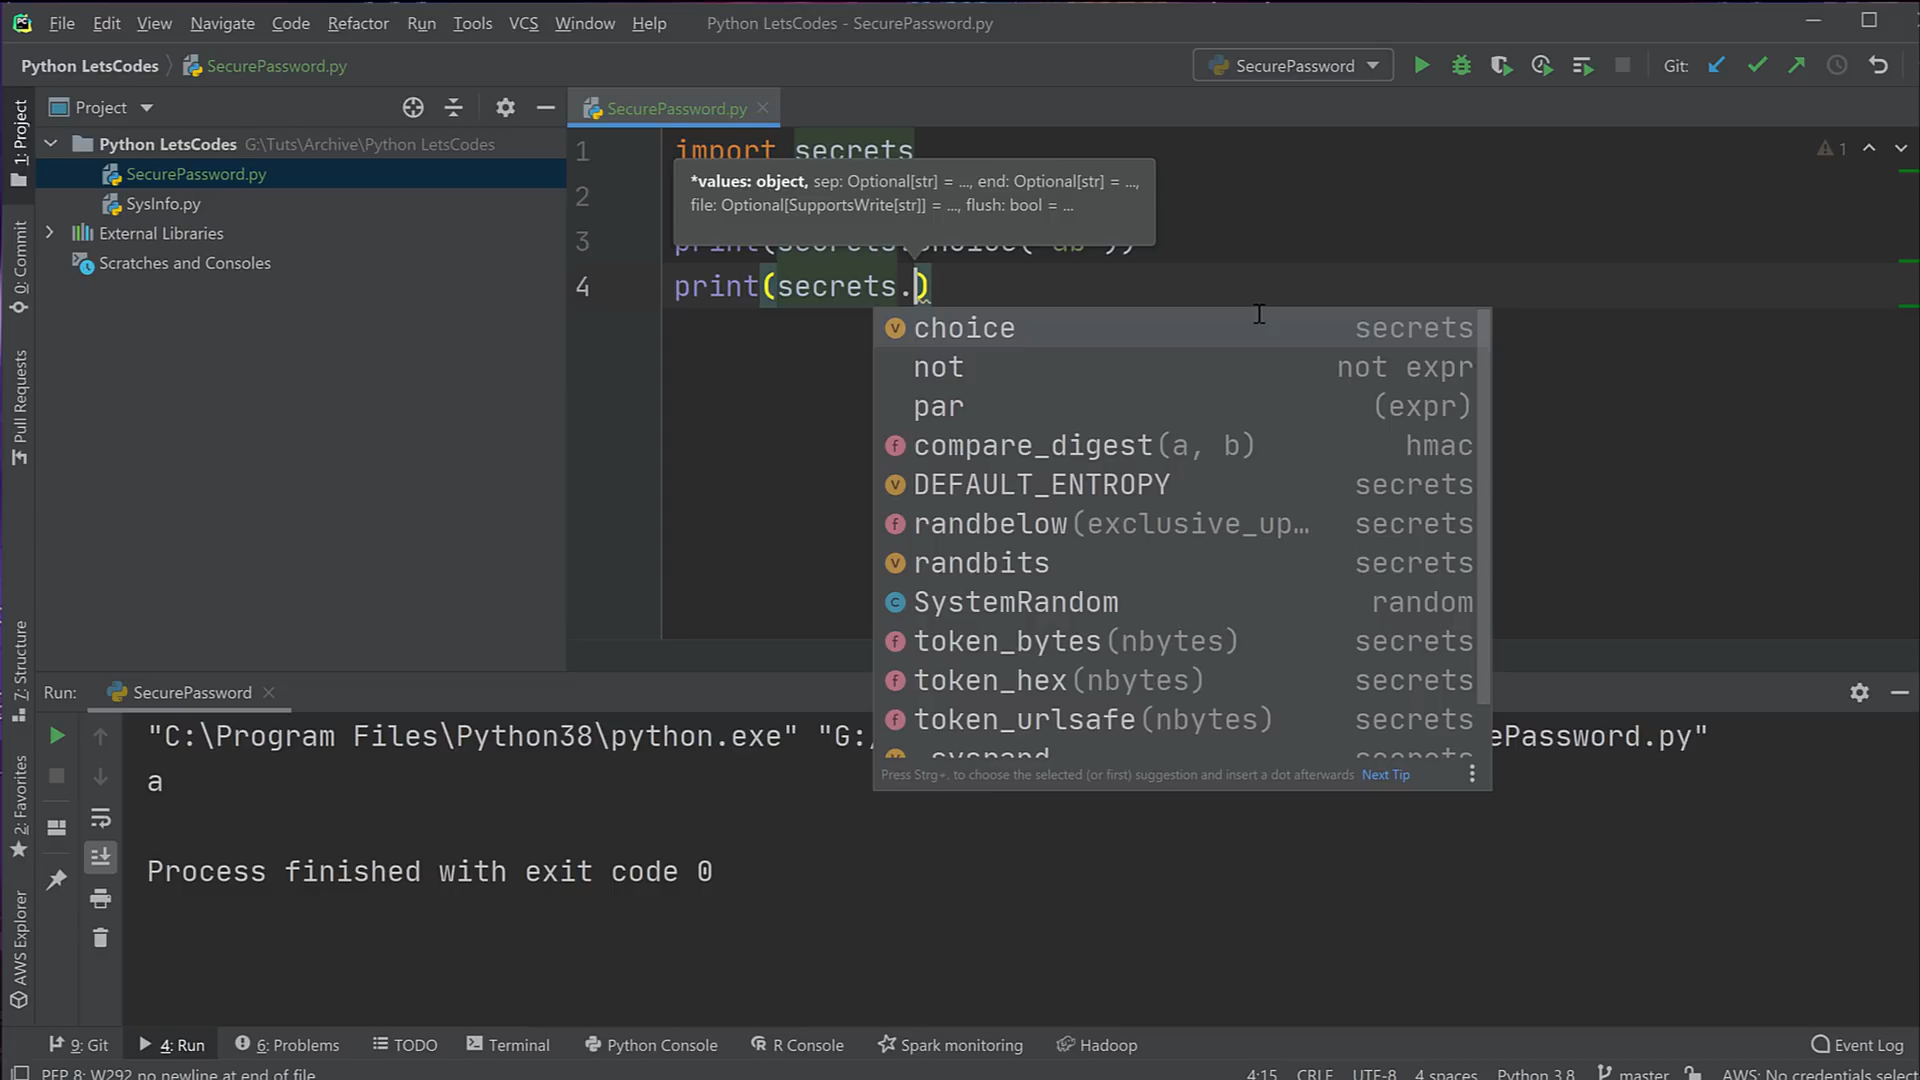 File Edit View Navigate Code Refactor Run Tools VCS Window Help Python LetsCodes - SecurePassword.py
Python LetsCodes SecurePassword.py SecurePassword Git:
1: Project
0: Commit
Pull Requests
7: Structure
2: Favorites
AWS Explorer
Project
Python LetsCodes G:\Tuts\Archive\Python LetsCodes
SecurePassword.py
SysInfo.py
External Libraries
Scratches and Consoles
SecurePassword.py
1 import secrets
1
*values: object, sep: Optional[str] = ..., end: Optional[str] = ...,
file: Optional[SupportsWrite[str]] = ..., flush: bool = ...
2
3 print(secrets.choice("ab"))
4 print(secrets.)
choice secrets
not not expr
par (expr)
compare_digest(a, b) hmac
DEFAULT_ENTROPY secrets
randbelow(exclusive_up… secrets
randbits secrets
SystemRandom random
token_bytes(nbytes) secrets
token_hex(nbytes) secrets
token_urlsafe(nbytes) secrets
_sysrand secrets
Press Strg+. to choose the selected (or first) suggestion and insert a dot afterwards Next Tip
Run: SecurePassword
"C:\Program Files\Python38\python.exe" "G:/ ePassword.py"
a
Process finished with exit code 0
9: Git 4: Run 6: Problems TODO Terminal Python Console R Console Spark monitoring Hadoop Event Log
PEP 8: W292 no newline at end of file 4:15 CRLF UTF-8 4 spaces Python 3.8 master AWS: No credentials select